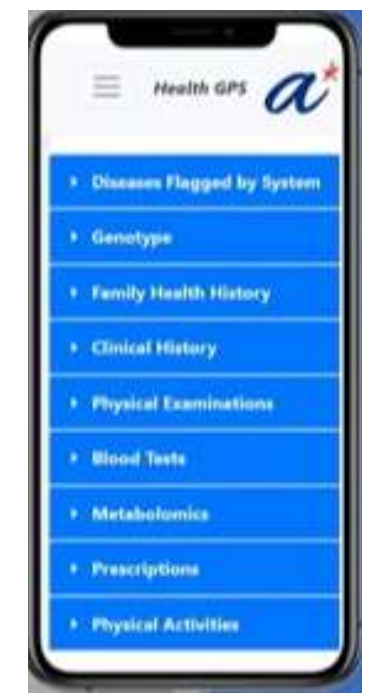 Health GPS
a*
Diseases Flagged by System
Genotype
Family Health History
Clinical History
Physical Examinations
Blood Tests
Metabolomics
Prescriptions
Physical Activities